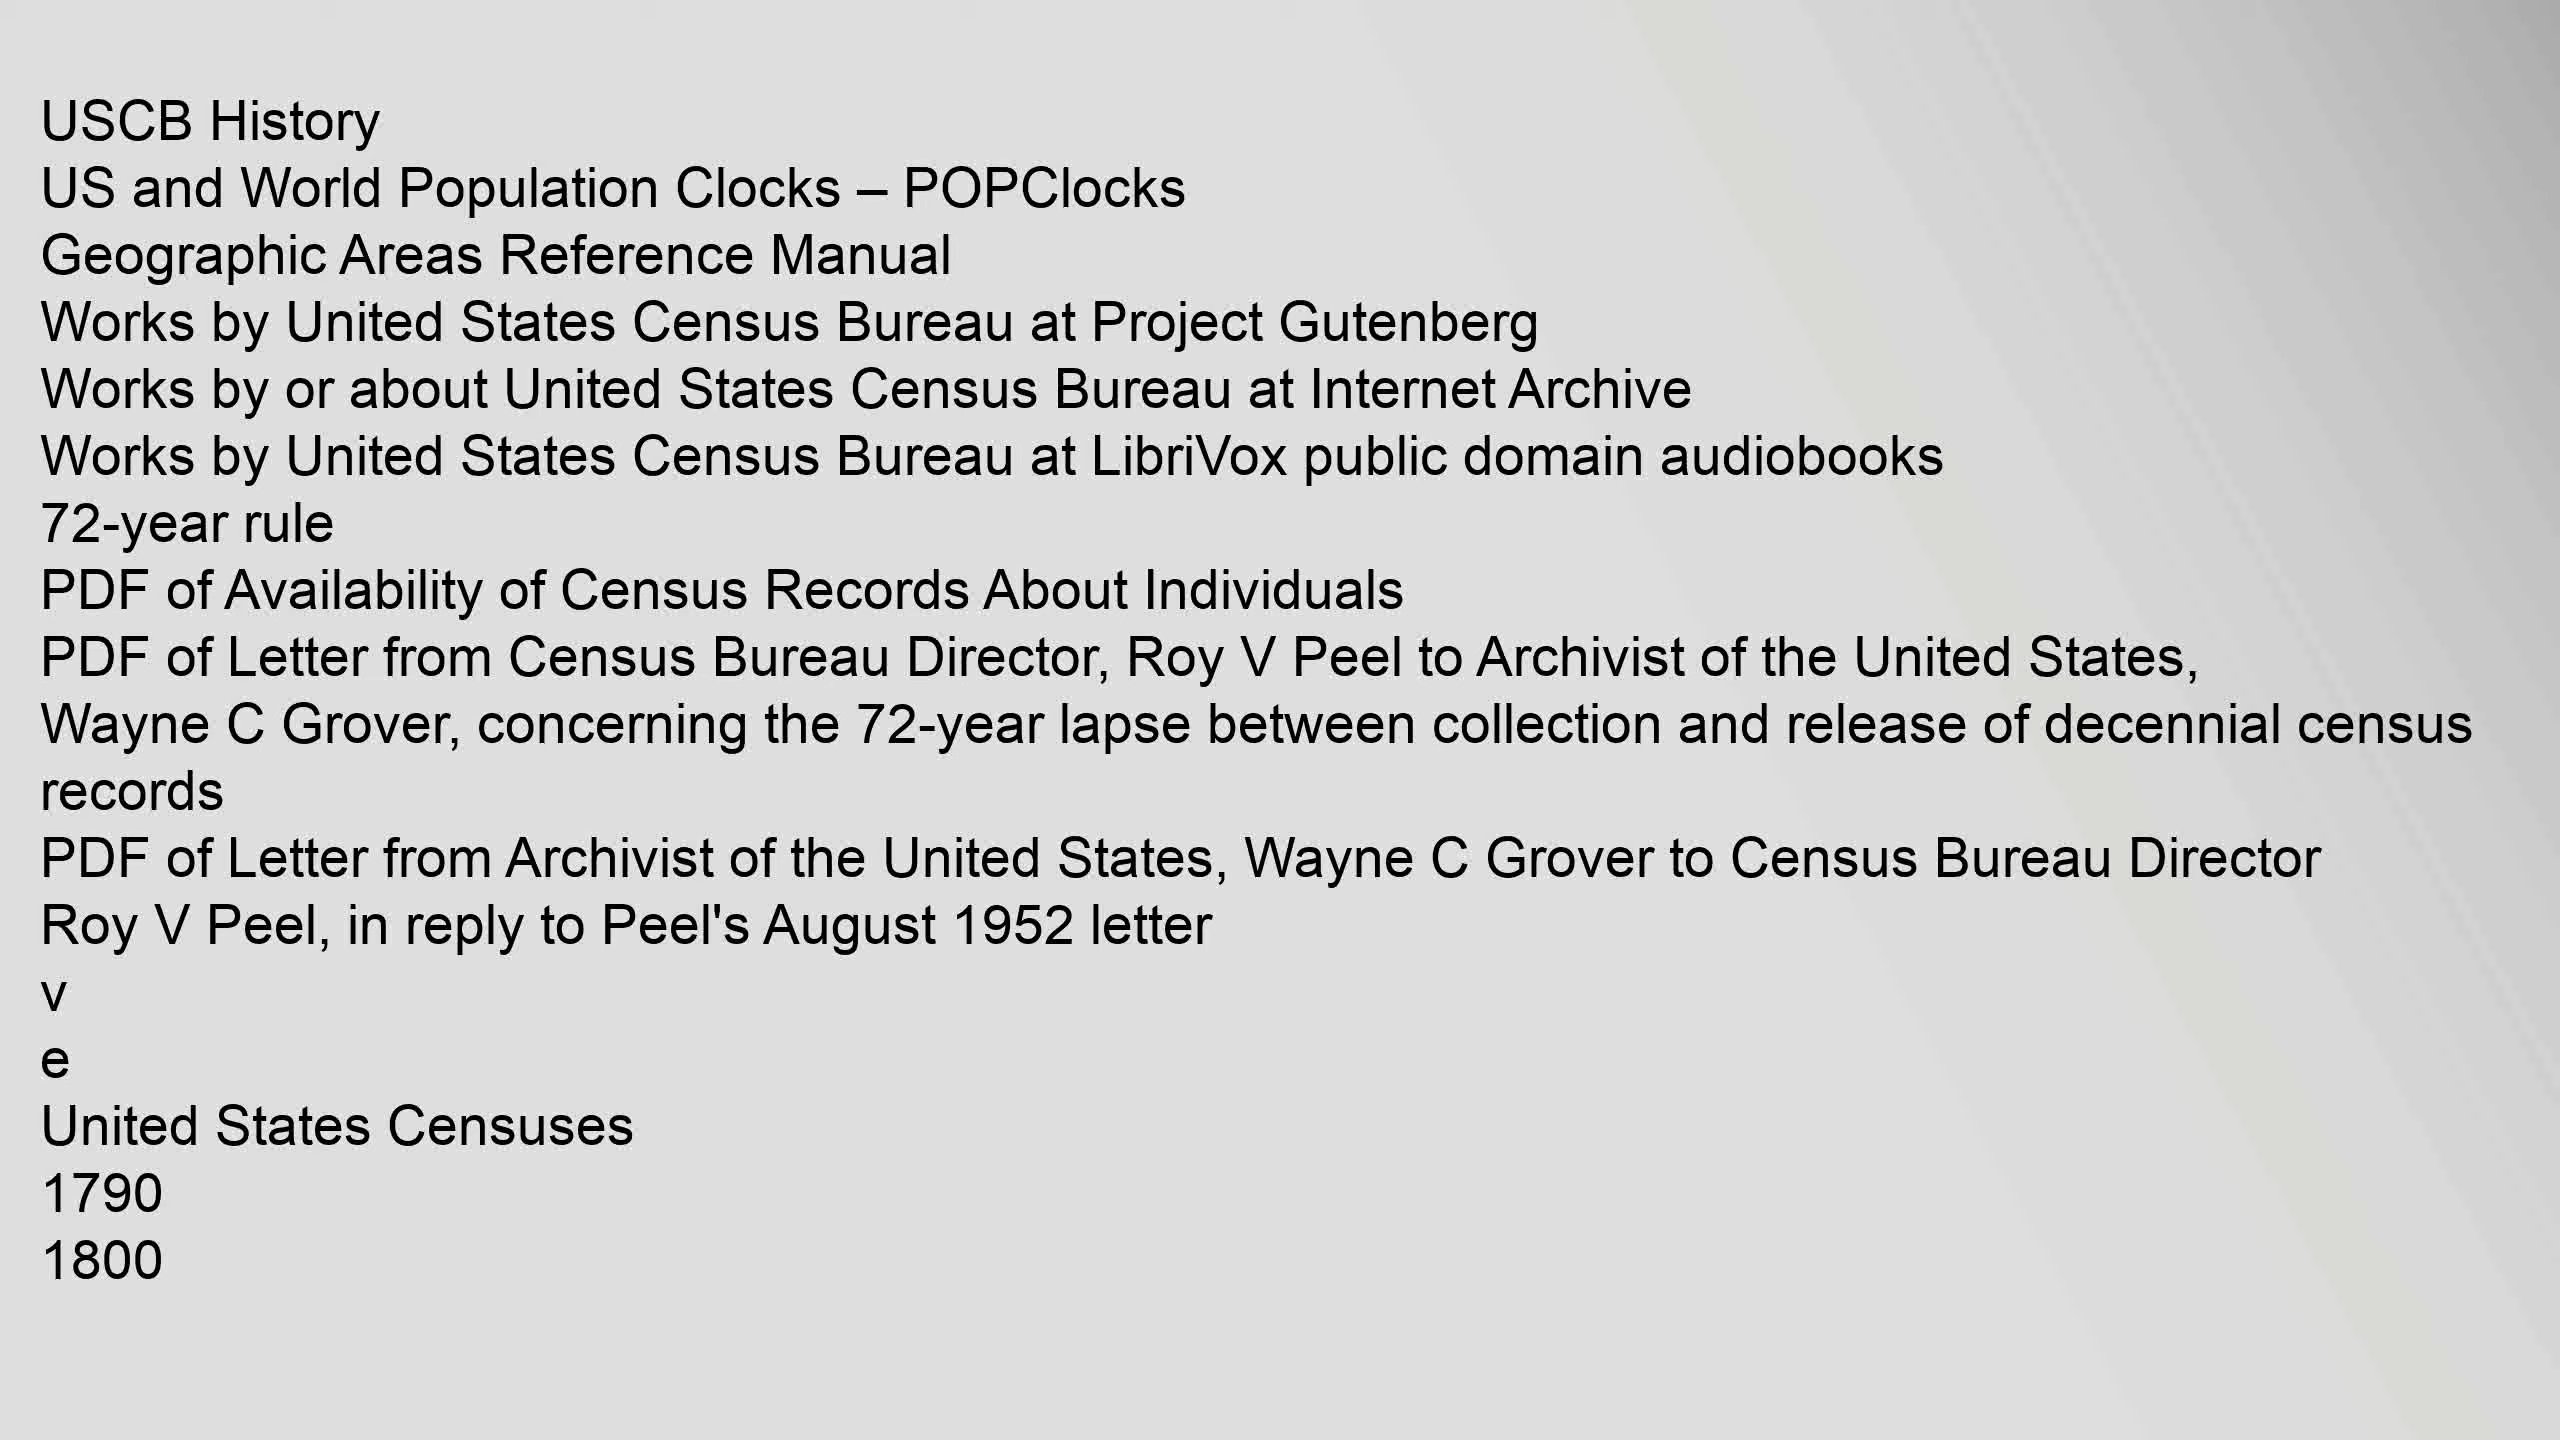 USCB History
US and World Population Clocks – POPClocks
Geographic Areas Reference Manual
Works by United States Census Bureau at Project Gutenberg
Works by or about United States Census Bureau at Internet Archive
Works by United States Census Bureau at LibriVox public domain audiobooks
72-year rule
PDF of Availability of Census Records About Individuals
PDF of Letter from Census Bureau Director, Roy V Peel to Archivist of the United States,
Wayne C Grover, concerning the 72-year lapse between collection and release of decennial census
records
PDF of Letter from Archivist of the United States, Wayne C Grover to Census Bureau Director
Roy V Peel, in reply to Peel's August 1952 letter
v
e
United States Censuses
1790
1800